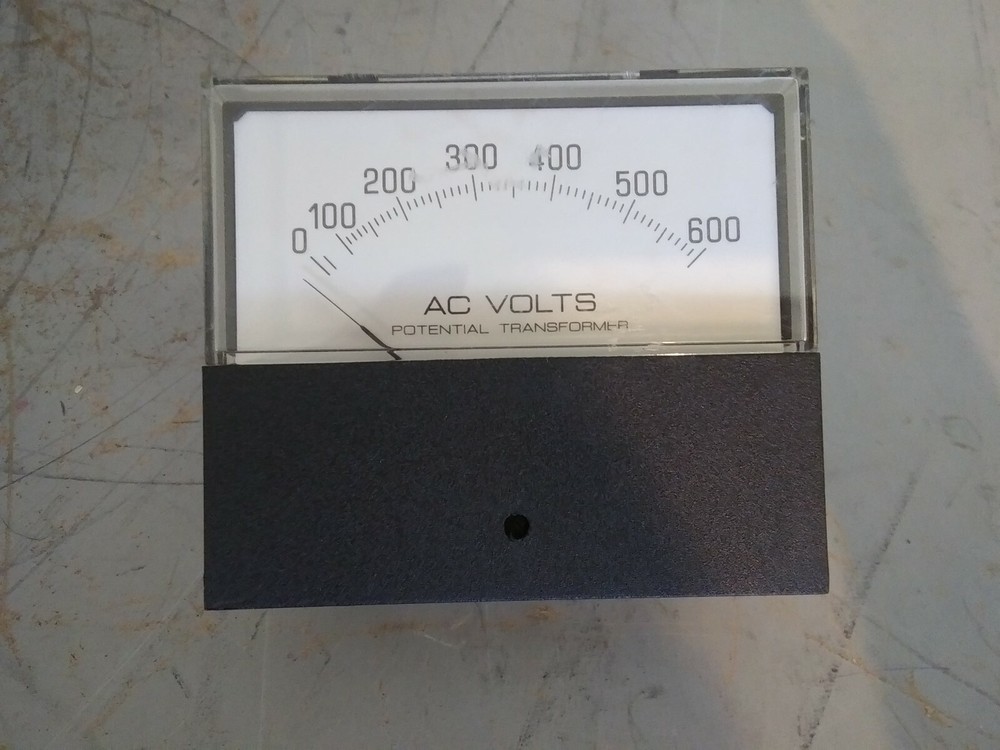 0 100 200 300 400 500 600
AC VOLTS
POTENTIAL TRANSFORMER